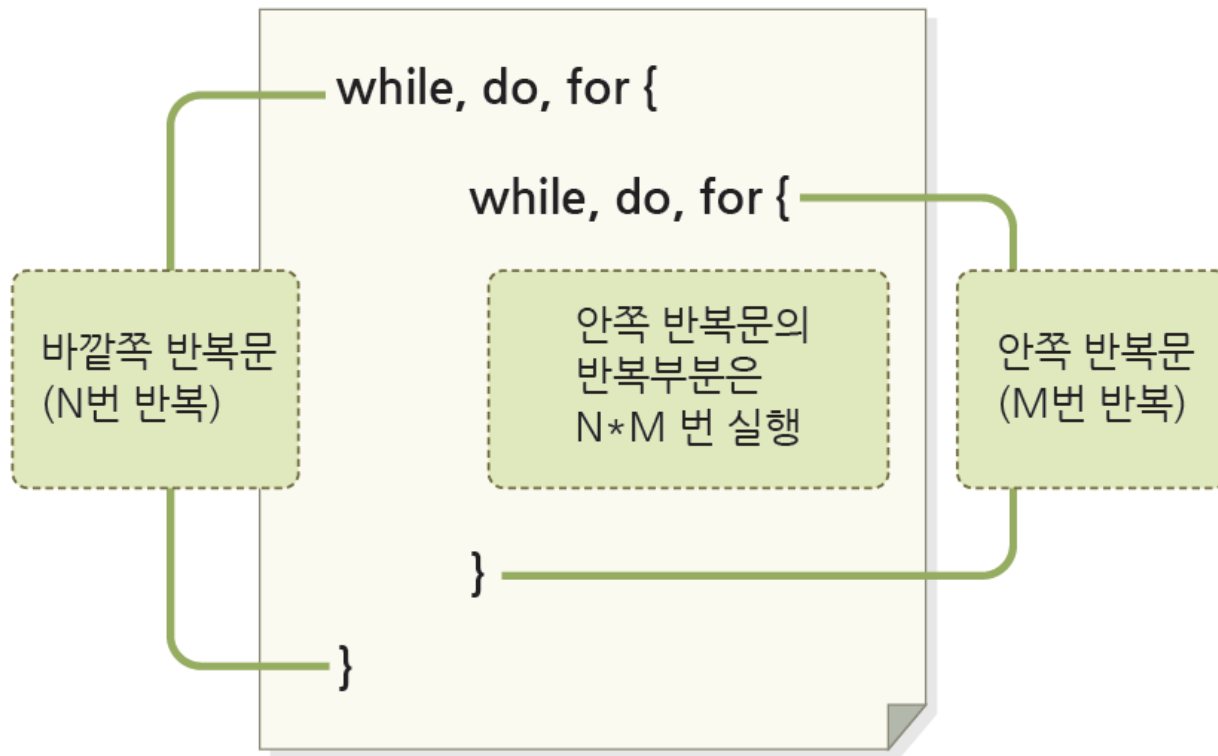 while, do, for {
while, do, for {
바깥쪽 반복문
(N번 반복)
안쪽 반복문의
반복부분은
N*M 번 실행
안쪽 반복문
(M번 반복)
}
}